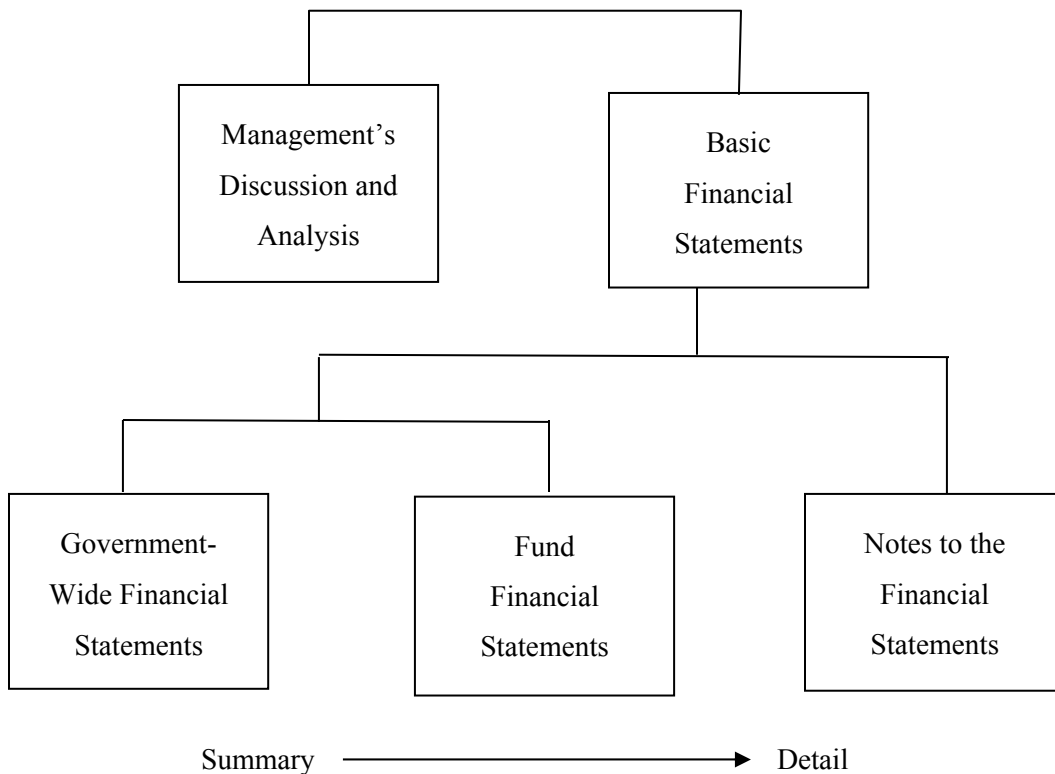 Management’s
Discussion and
Analysis
Basic
Financial
Statements
Government-
Wide Financial
Statements
Fund
Financial
Statements
Notes to the
Financial
Statements
Summary
Detail